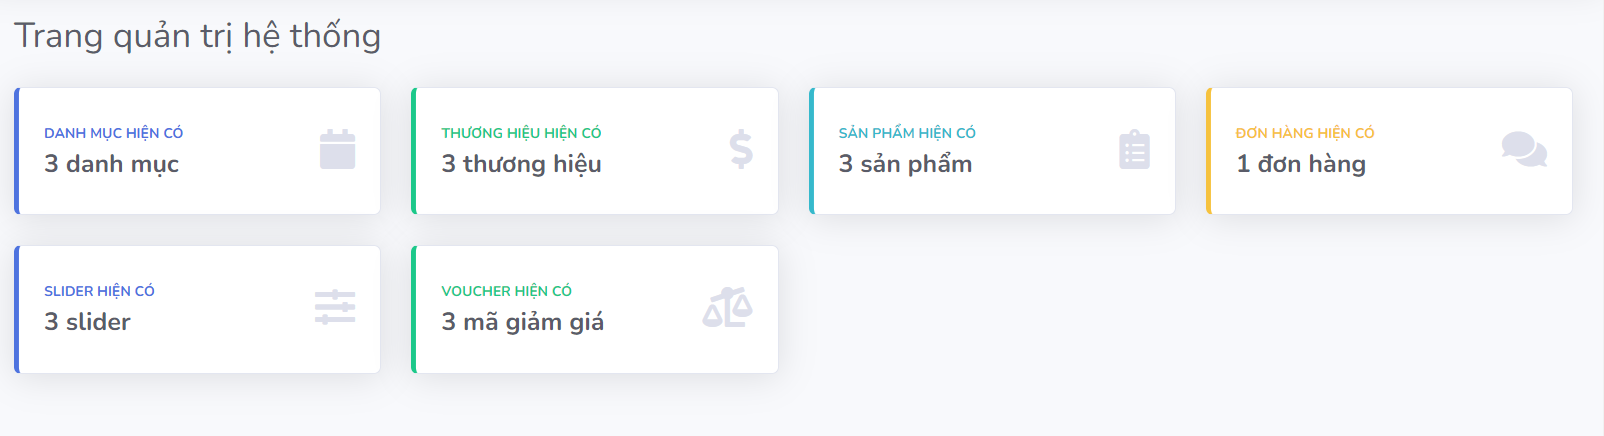 Trang quản trị hệ thống
DANH MỤC HIỆN CÓ
3 danh mục
THƯƠNG HIỆU HIỆN CÓ
3 thương hiệu
SẢN PHẨM HIỆN CÓ
3 sản phẩm
ĐƠN HÀNG HIỆN CÓ
1 đơn hàng
SLIDER HIỆN CÓ
3 slider
VOUCHER HIỆN CÓ
3 mã giảm giá